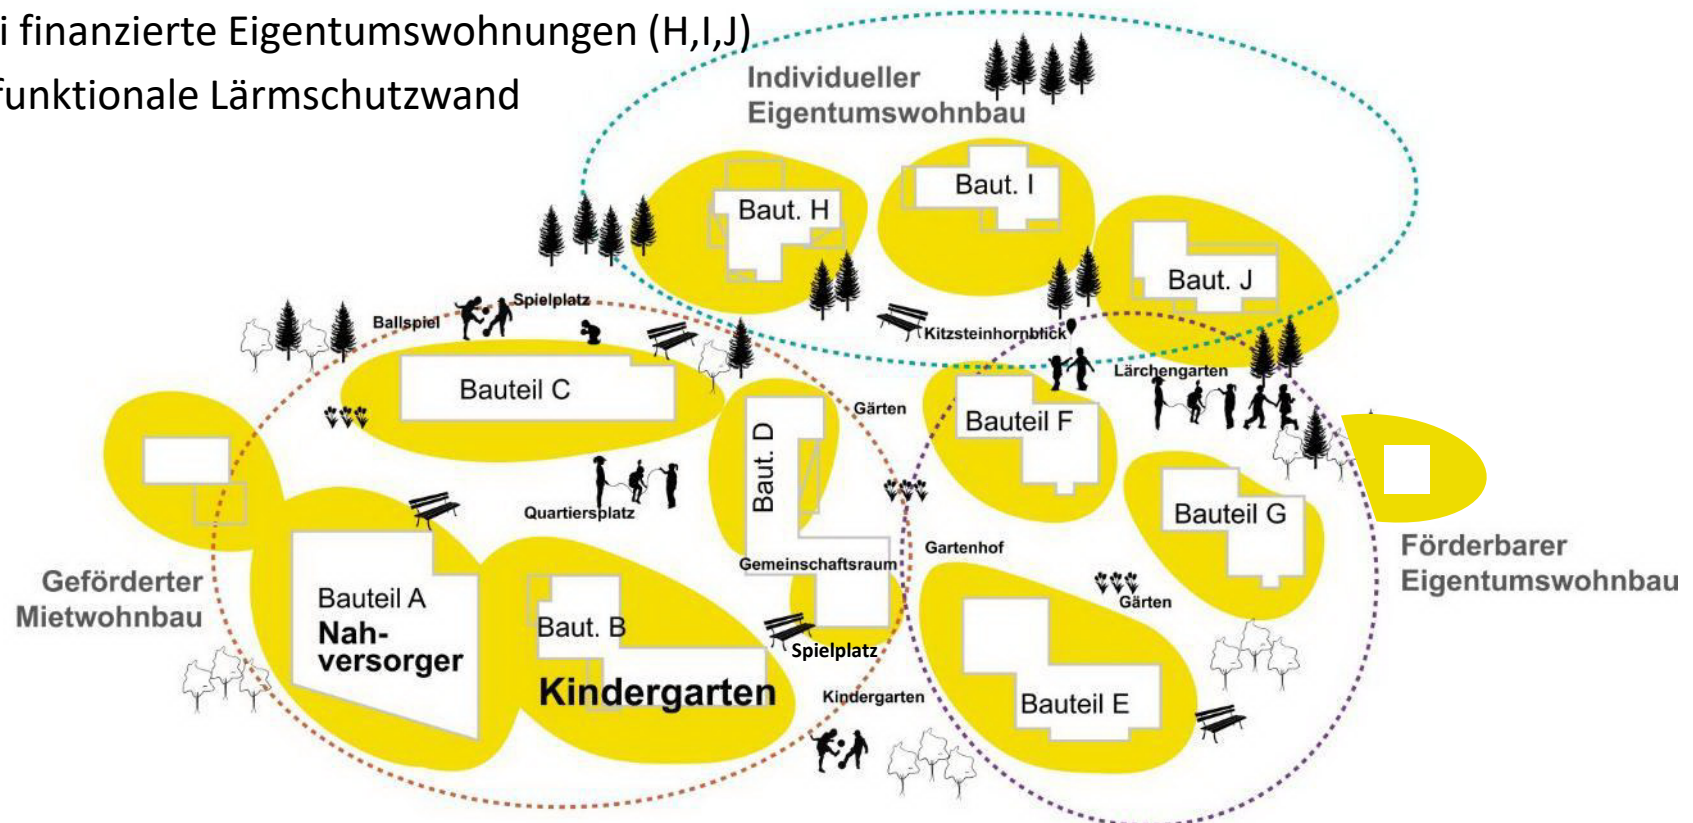 i finanzierte Eigentumswohnungen (H,I,J)
funktionale Lärmschutzwand
Individueller
Eigentumswohnbau
Baut. H
Baut. I
Baut. J
Spielplatz
Ballspiel
Kitzsteinhornblick
Lärchengarten
Bauteil C
Gärten
Baut. D
Bauteil F
Quartiersplatz
Bauteil G
Gemeinschaftsraum
Gartenhof
Förderbarer
Eigentumswohnbau
Geförderter
Mietwohnbau
Bauteil A
Nah-
versorger
Baut. B
Kindergarten
Spielplatz
Gärten
Kindergarten
Bauteil E